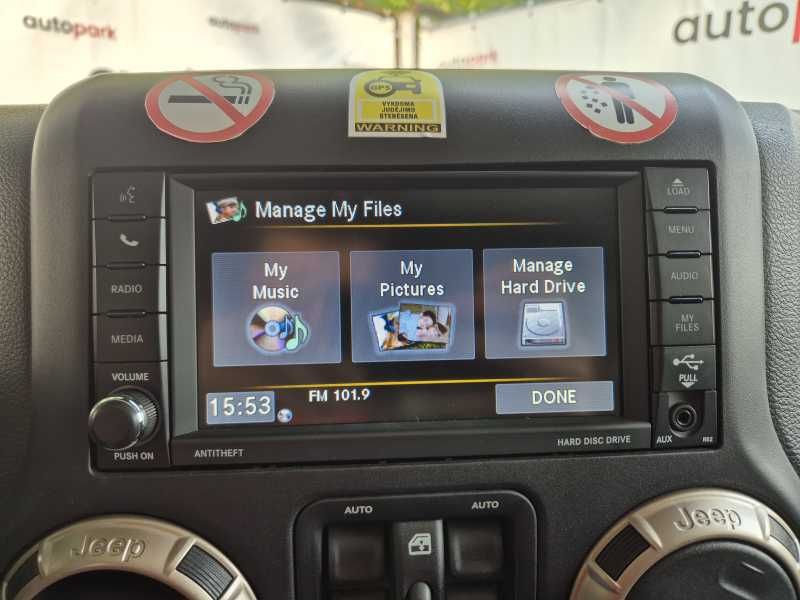 autopark
autopark
autop
GPS
VYKDOMA
JUDĖJIMO
STEBĖSENA
WARNING
LOAD
MENU
RADIO
AUDIO
MEDIA
MY
FILES
VOLUME
PULL
PUSH ON
ANTITHEFT
HARD DISC DRIVE
AUX
Manage My Files
My
Music
My
Pictures
Manage
Hard Drive
15:53
FM 101.9
DONE
AUTO
AUTO
Jeep
Jeep